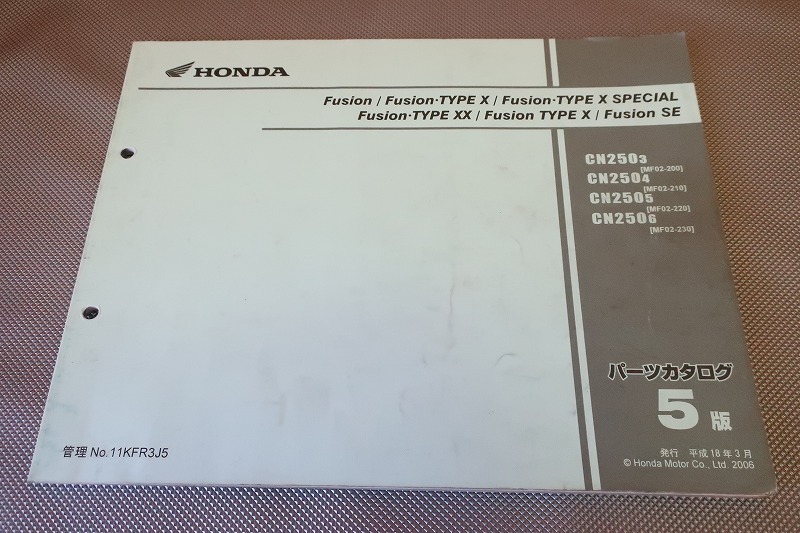 HONDA
Fusion / Fusion·TYPE X / Fusion·TYPE X SPECIAL
Fusion·TYPE XX / Fusion TYPE X / Fusion SE
CN2503
[MF02-200]
CN2504
[MF02-210]
CN2505
[MF02-220]
CN2506
[MF02-230]
パーツカタログ
5 版
管理 No.11KFR3J5
発行 平成18年3月
© Honda Motor Co., Ltd. 2006